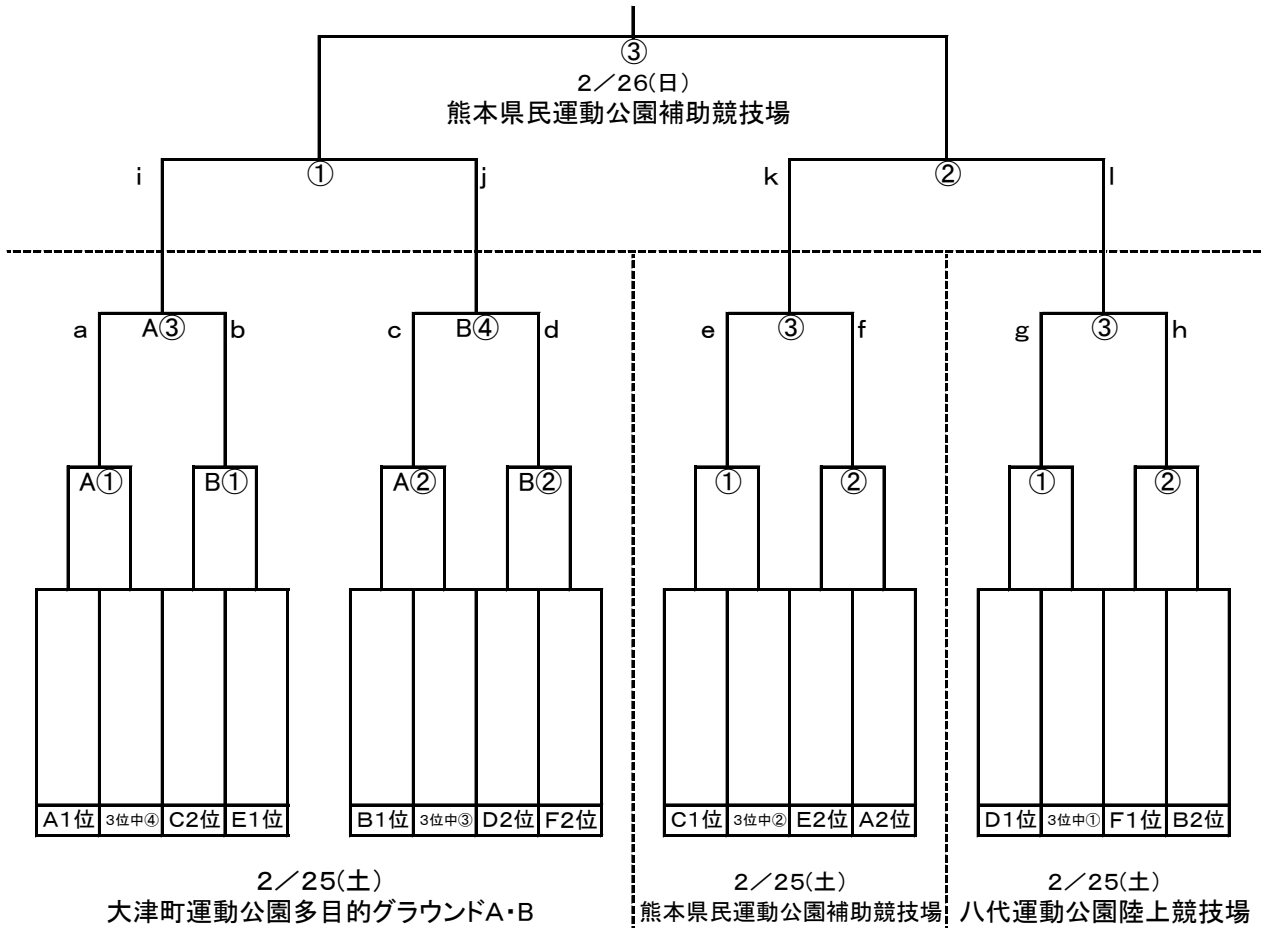 ③
2/26(日)
熊本県民運動公園補助競技場
i ① j k ② l
a A③ b c B④ d e ③ f g ③ h
A① B① A② B② ① ② ① ②
A1位 3位中④ C2位 E1位 B1位 3位中③ D2位 F2位 C1位 3位中② E2位 A2位 D1位 3位中① F1位 B2位
2/25(土) 2/25(土) 2/25(土)
大津町運動公園多目的グラウンドA・B 熊本県民運動公園補助競技場 八代運動公園陸上競技場